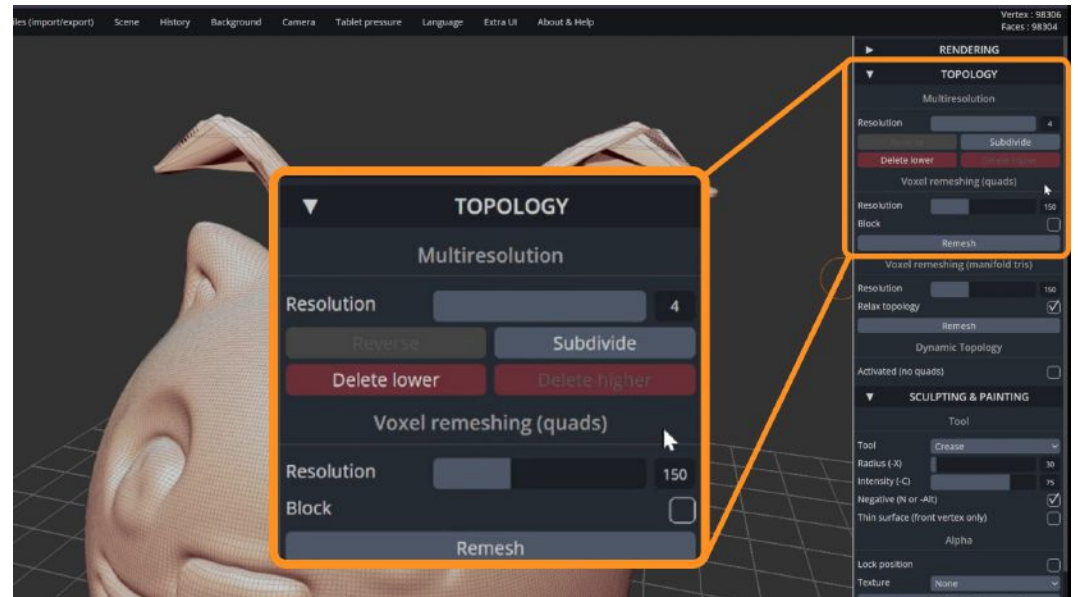 les (import/export) Scene History Background Camera Tablet pressure Language Extra UI About & Help
Vertex : 98306
Faces : 98304
RENDERING
TOPOLOGY
Multiresolution
Resolution 4
Reverse Subdivide
Delete lower Delete higher
Voxel remeshing (quads)
Resolution 150
Block
Remesh
Voxel remeshing (manifold tris)
Resolution 150
Relax topology
Remesh
Dynamic Topology
Activated (no quads)
SCULPTING & PAINTING
Tool
Tool Crease
Radius (-X) 30
Intensity (-C) 75
Negative (N or -Alt)
Thin surface (front vertex only)
Alpha
Lock position
Texture None
TOPOLOGY
Multiresolution
Resolution 4
Reverse Subdivide
Delete lower Delete higher
Voxel remeshing (quads)
Resolution 150
Block
Remesh